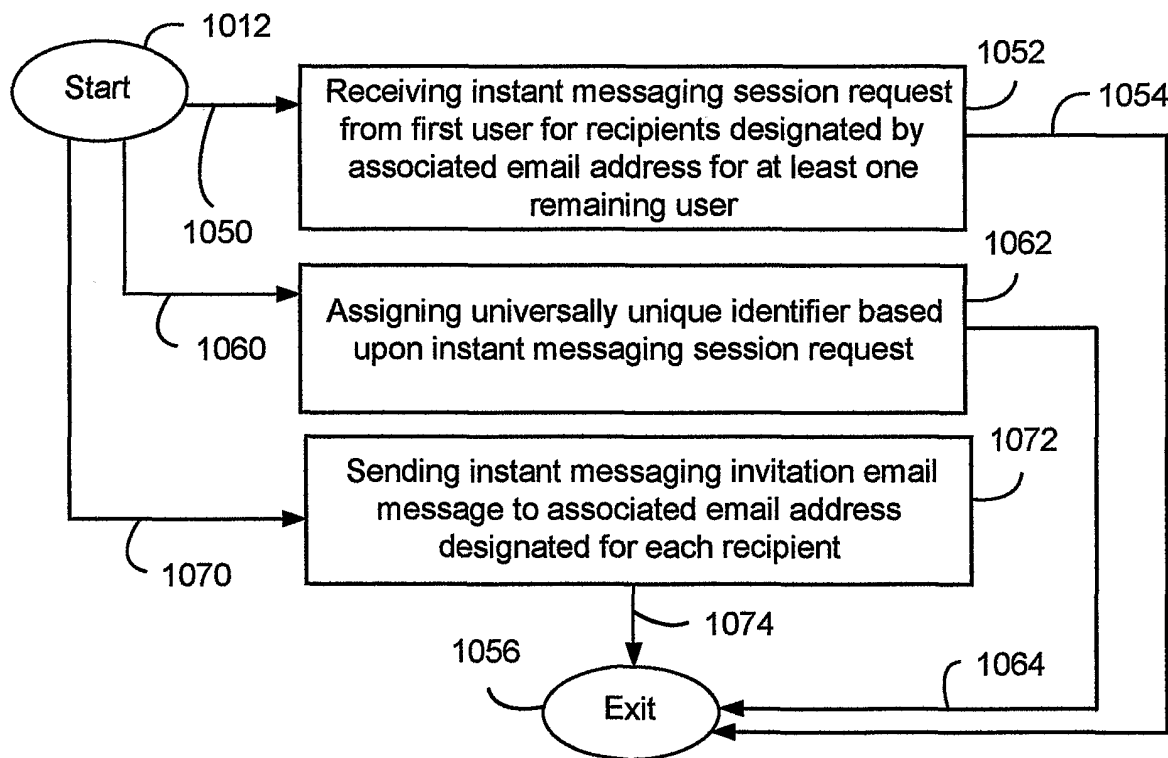 1012
Start
1052
Receiving instant messaging session request
from first user for recipients designated by
associated email address for at least one
remaining user
1054
1050
1062
Assigning universally unique identifier based
upon instant messaging session request
1060
1072
Sending instant messaging invitation email
message to associated email address
designated for each recipient
1070
1074
1056
Exit
1064